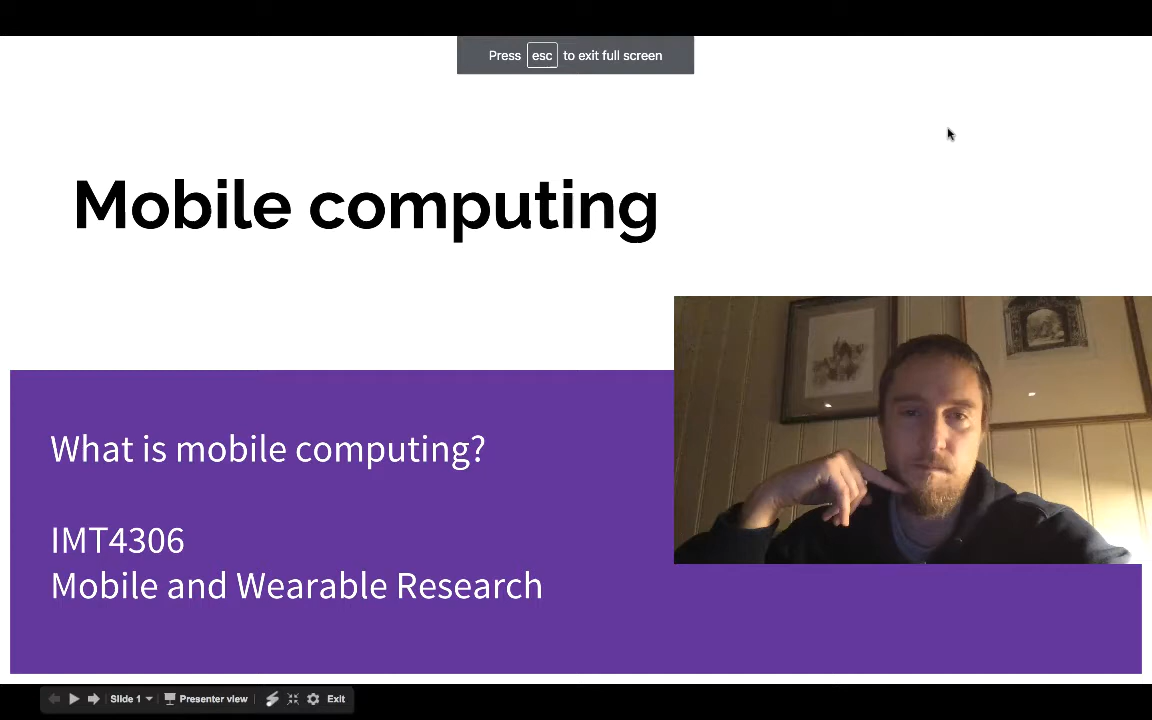 Press esc to exit full screen
Mobile computing
What is mobile computing?
IMT4306
Mobile and Wearable Research
Slide 1
Presenter view
Exit